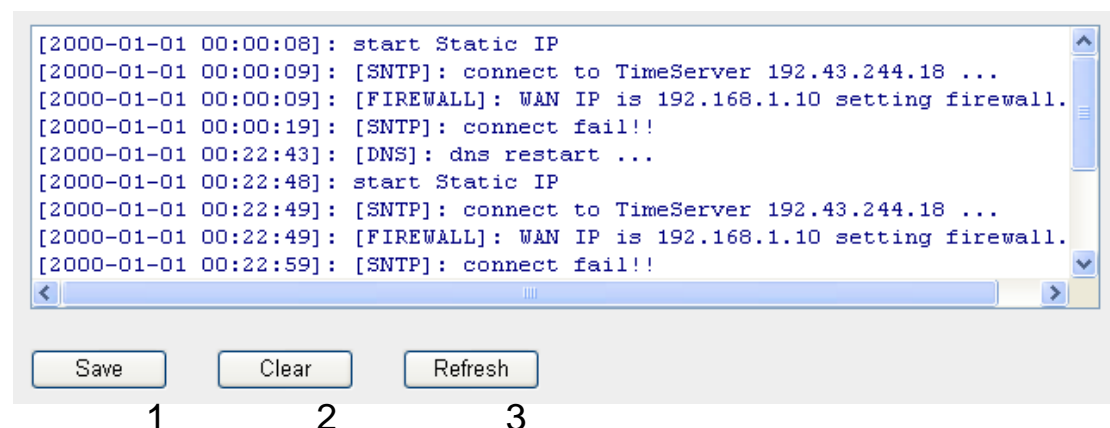 [2000-01-01 00:00:08]: start Static IP
[2000-01-01 00:00:09]: [SNTP]: connect to TimeServer 192.43.244.18 ...
[2000-01-01 00:00:09]: [FIREWALL]: WAN IP is 192.168.1.10 setting firewall.
[2000-01-01 00:00:19]: [SNTP]: connect fail!!
[2000-01-01 00:22:43]: [DNS]: dns restart ...
[2000-01-01 00:22:48]: start Static IP
[2000-01-01 00:22:49]: [SNTP]: connect to TimeServer 192.43.244.18 ...
[2000-01-01 00:22:49]: [FIREWALL]: WAN IP is 192.168.1.10 setting firewall.
[2000-01-01 00:22:59]: [SNTP]: connect fail!!
Save Clear Refresh
1 2 3